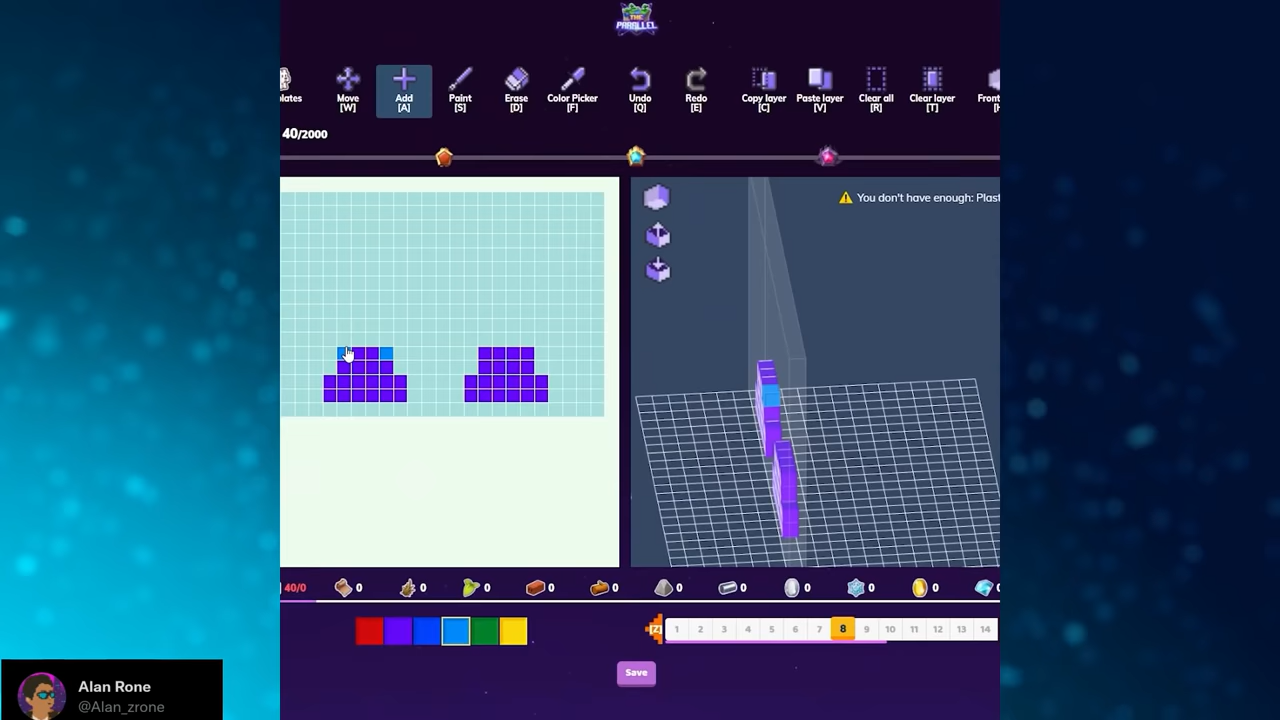 THE
PARALLEL
lates
Move
[W]
Add
[A]
Paint
[S]
Erase
[D]
Color Picker
[F]
Undo
[Q]
Redo
[E]
Copy layer
[C]
Paste layer
[V]
Clear all
[R]
Clear layer
[T]
Front
40/2000
You don't have enough: Plast
40/0
0
0
0
0
0
0
0
0
0
0
[Z]
1
2
3
4
5
6
7
8
9
10
11
12
13
14
Save
Alan Rone
@Alan_zrone